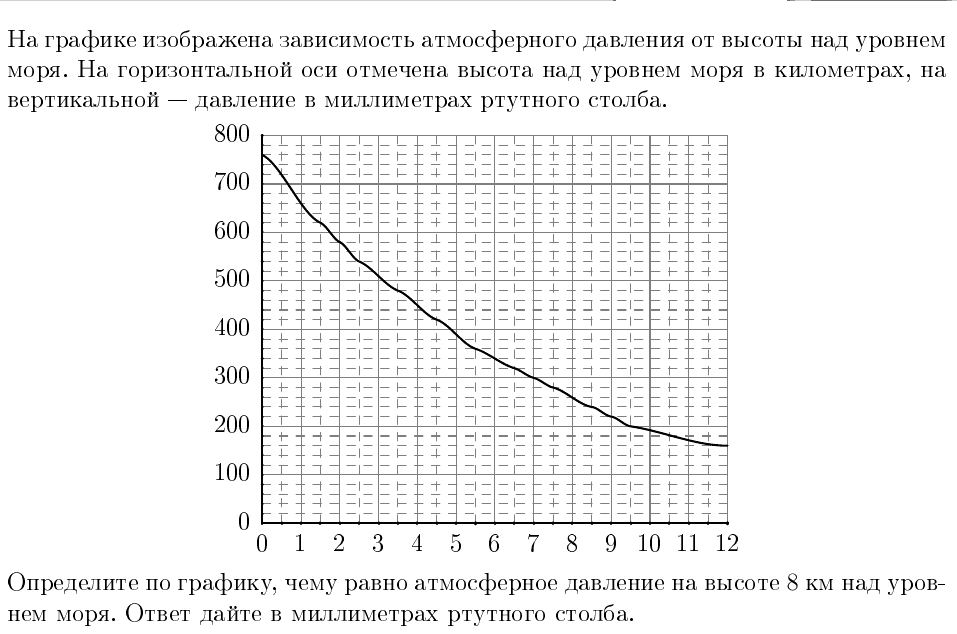 На графике изображена зависимость атмосферного давления от высоты над уровнем
моря. На горизонтальной оси отмечена высота над уровнем моря в километрах, на
вертикальной — давление в миллиметрах ртутного столба.
800
700
600
500
400
300
200
100
0
0 1 2 3 4 5 6 7 8 9 10 11 12
Определите по графику, чему равно атмосферное давление на высоте 8 км над уров-
нем моря. Ответ дайте в миллиметрах ртутного столба.